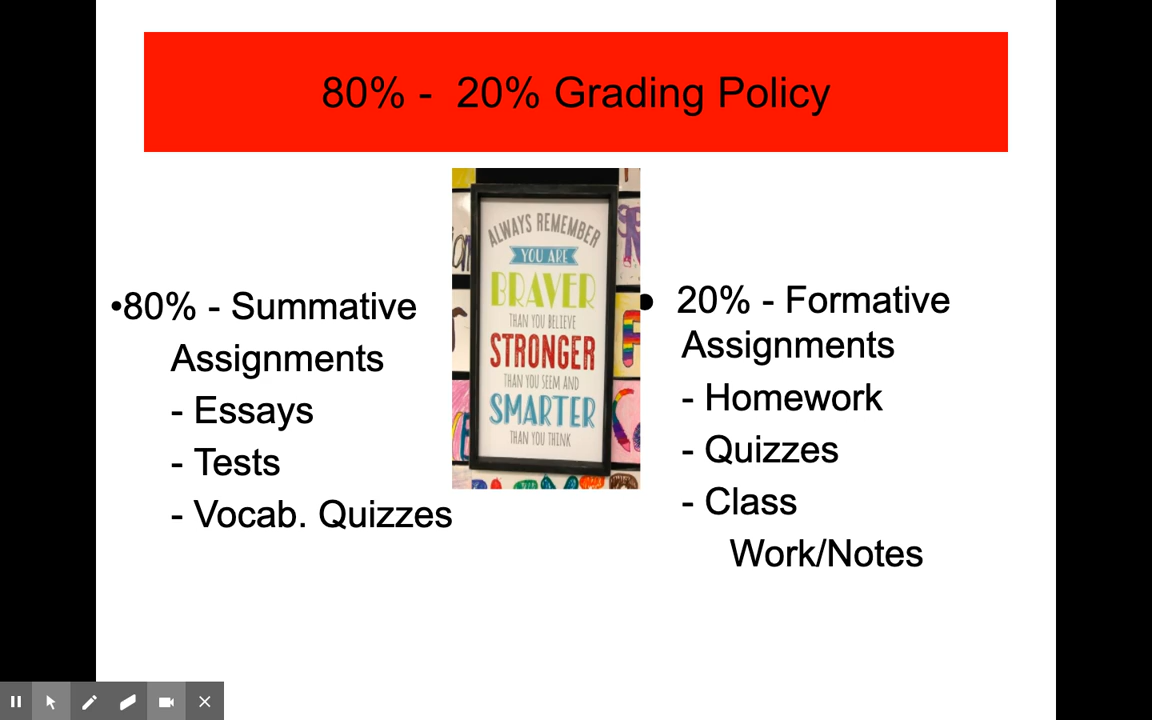 80% - 20% Grading Policy
•80% - Summative
Assignments
- Essays
- Tests
- Vocab. Quizzes
ALWAYS REMEMBER
YOU ARE
BRAVER
THAN YOU BELIEVE
STRONGER
THAN YOU SEEM AND
SMARTER
THAN YOU THINK
• 20% - Formative
Assignments
- Homework
- Quizzes
- Class
Work/Notes